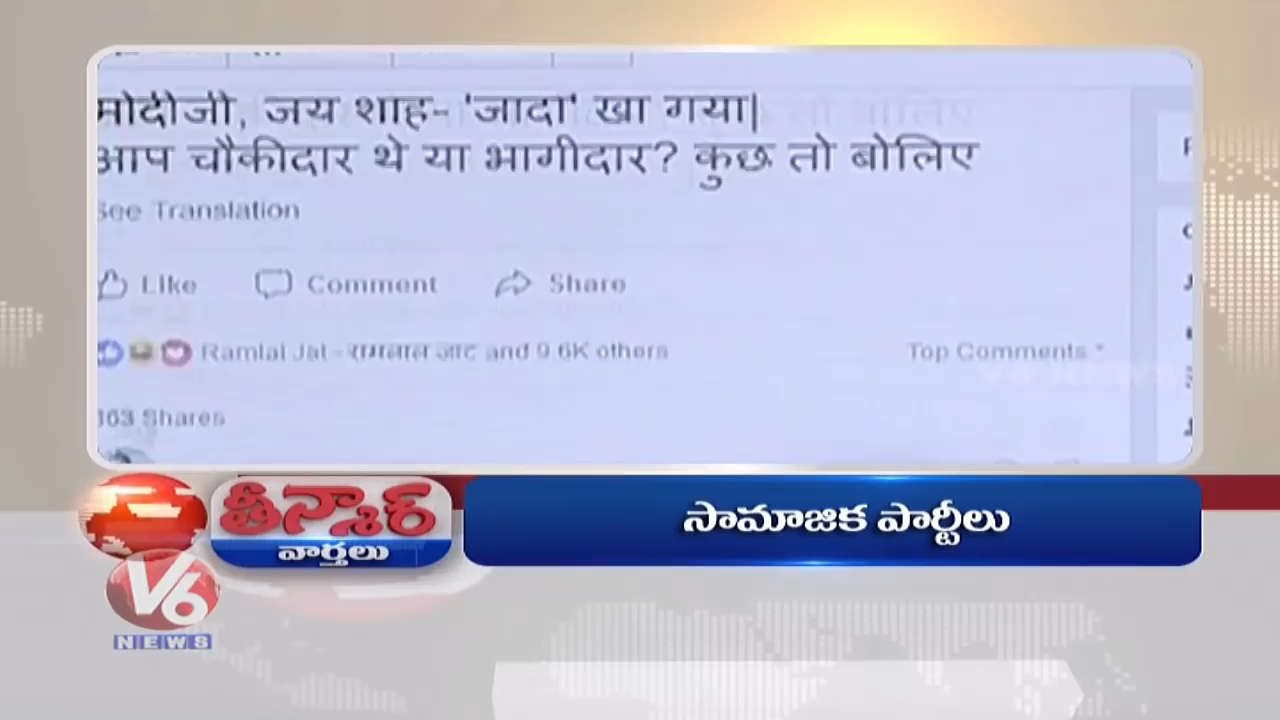 मोदीजी, जय शाह- 'जादा' खा गया|
आप चौकीदार थे या भागीदार? कुछ तो बोलिए
See Translation
Like Comment Share
Ramlal Jat - रामलाल जाट and 9.6K others Top Comments
363 Shares
తీన్మార్
వార్తలు
సామాజిక పార్టీలు
V6
NEWS